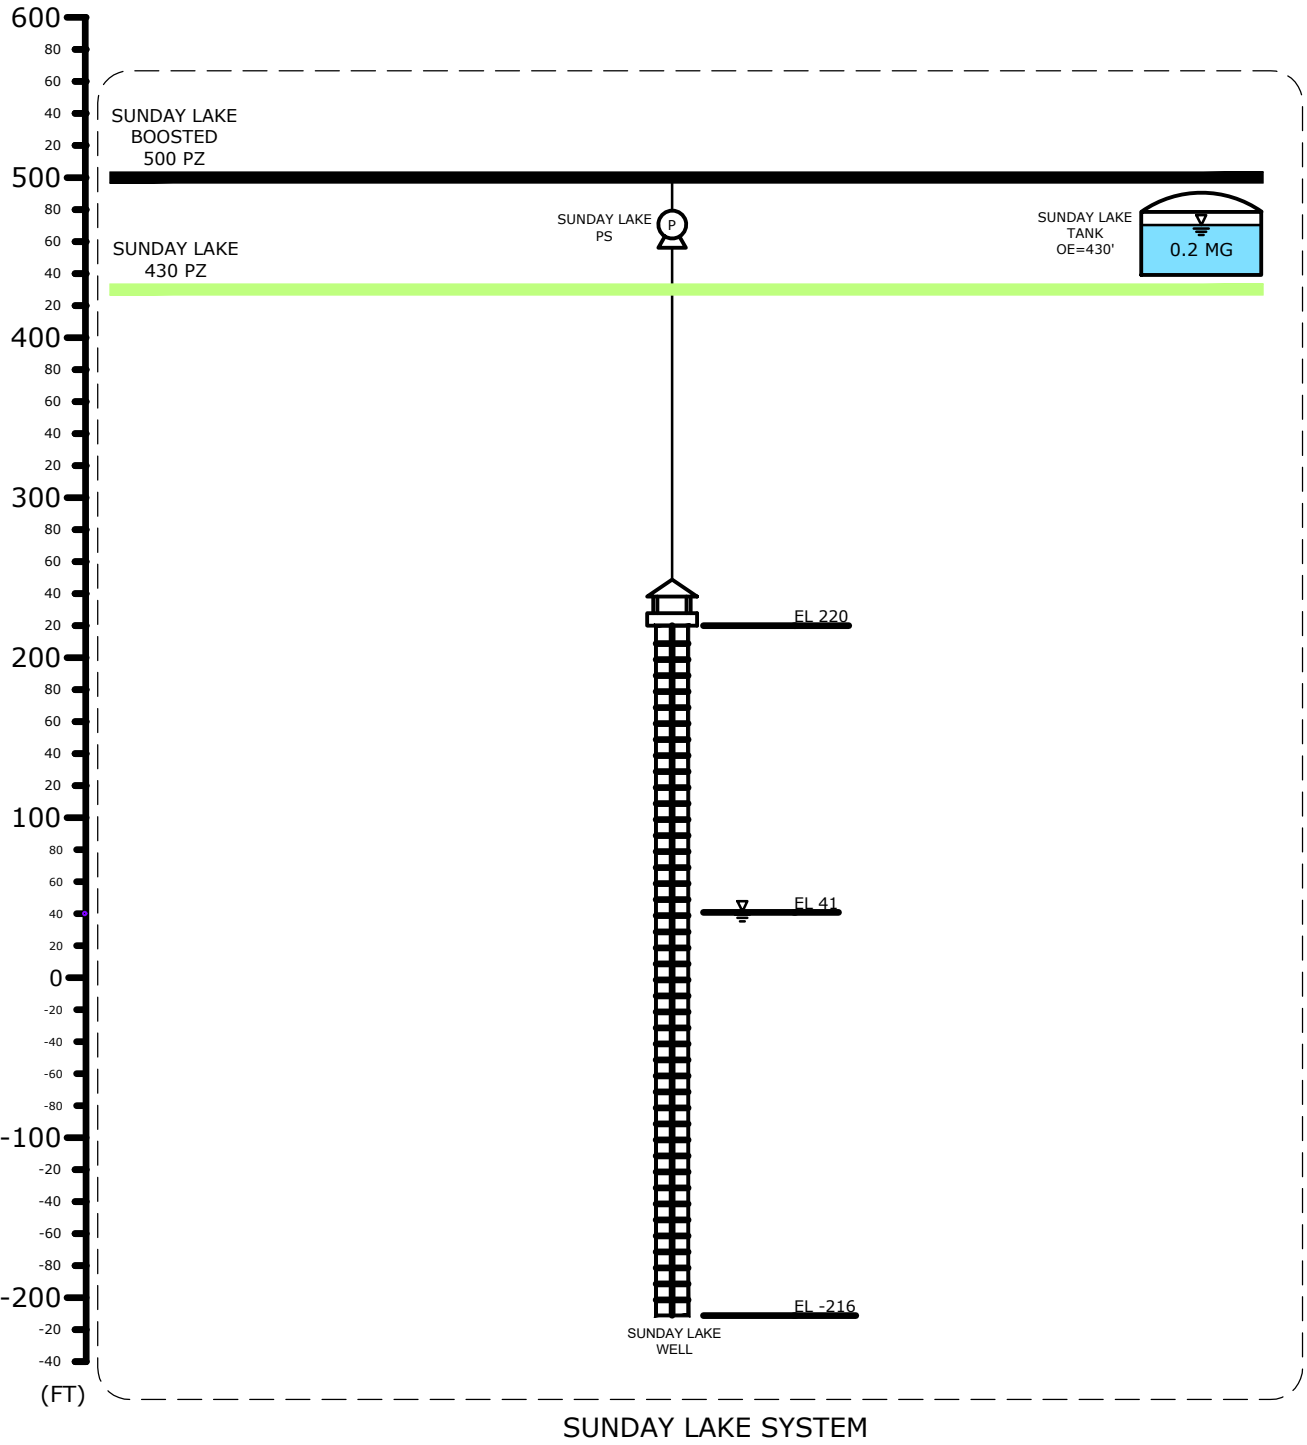 600
80
60
40
20
500
80
60
40
20
400
80
60
40
20
300
80
60
40
20
200
80
60
40
20
100
80
60
40
20
0
-20
-40
-60
-80
-100
-20
-40
-60
-80
-200
-20
-40
(FT)
SUNDAY LAKE
BOOSTED
500 PZ
SUNDAY LAKE
PS
P
SUNDAY LAKE
TANK
OE=430'
0.2 MG
SUNDAY LAKE
430 PZ
EL 220
EL 41
EL -216
SUNDAY LAKE
WELL
SUNDAY LAKE SYSTEM